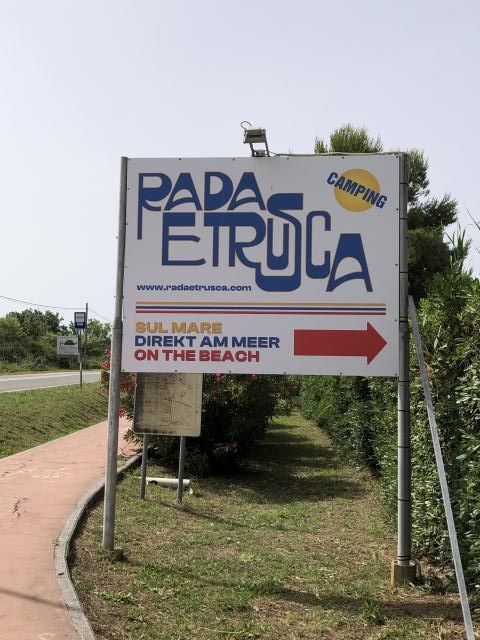 CAMPING
RADA
ETRUSCA
www.radaetrusca.com
SUL MARE
DIREKT AM MEER
ON THE BEACH